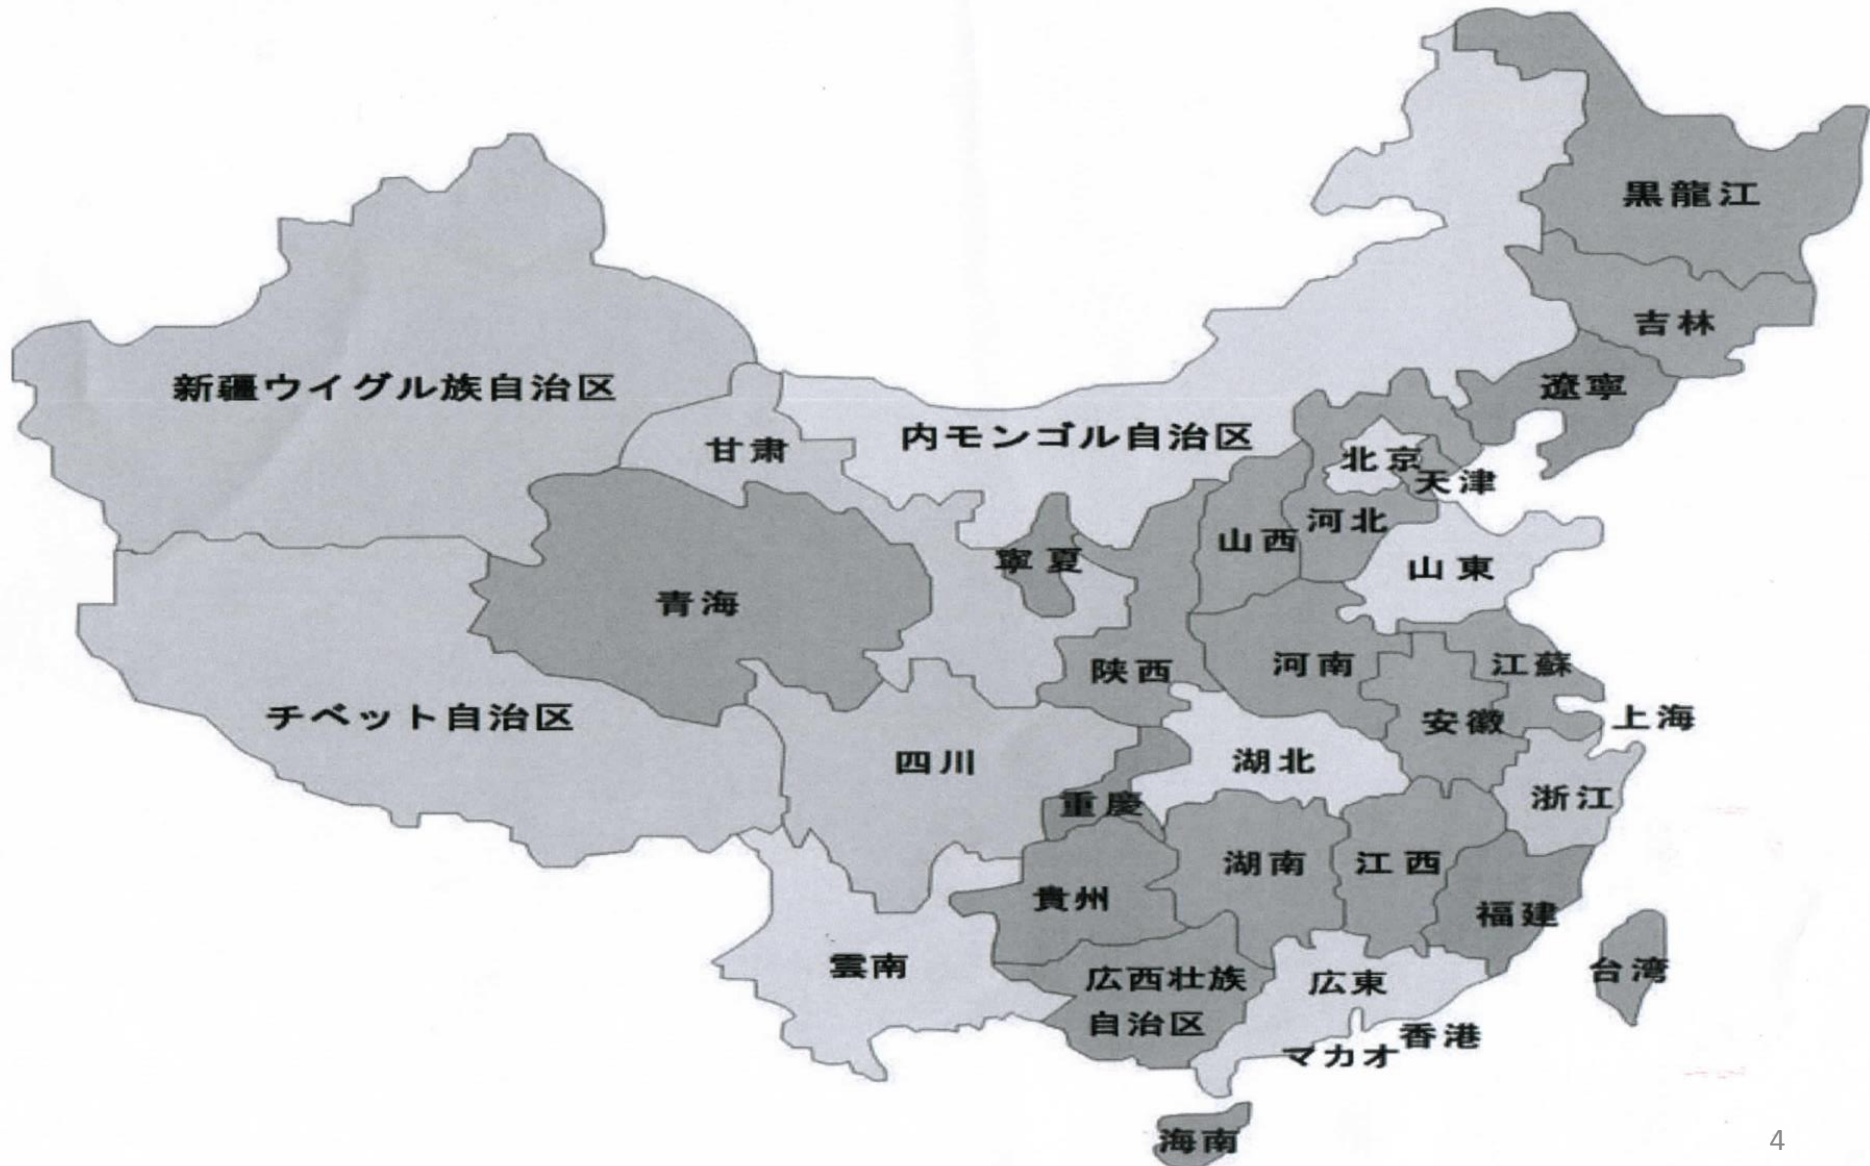 黒龍江
吉林
新疆ウイグル族自治区
遼寧
内モンゴル自治区
甘肃
北京
天津
河北
山西
寧夏
山東
青海
陕西
河南
江蘇
チベット自治区
安徽
上海
四川
湖北
浙江
重慶
湖南
江西
貴州
福建
雲南
広西壮族
自治区
広東
台湾
香港
マカオ
海南
4